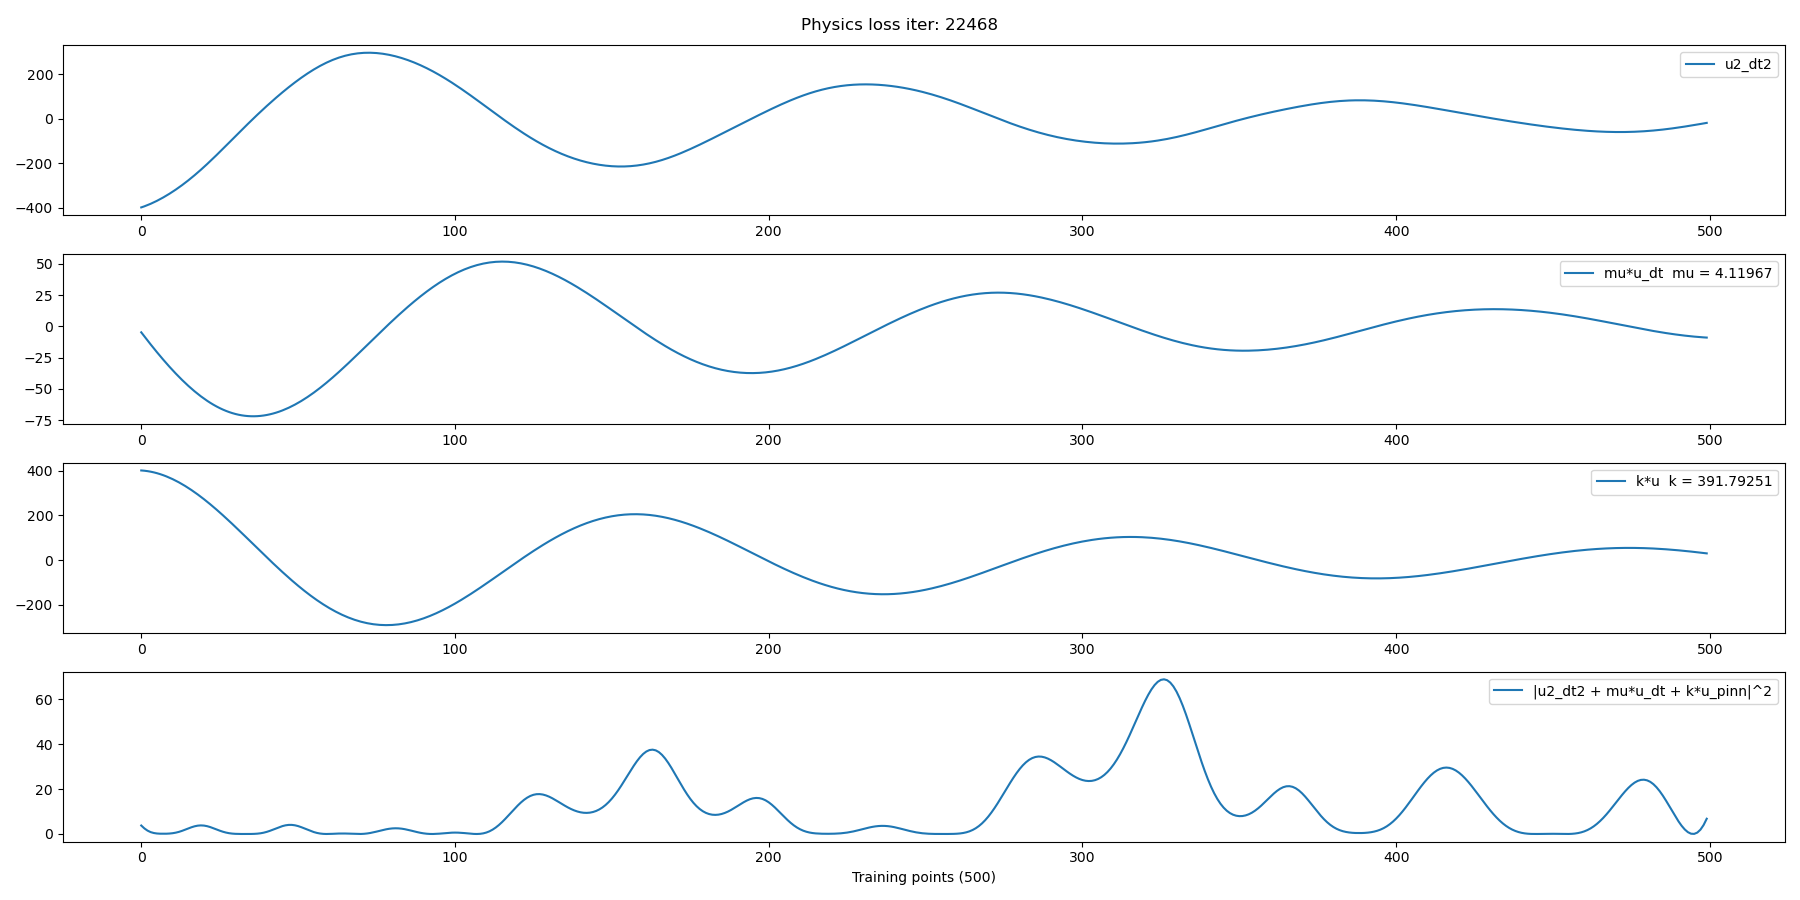 Physics loss iter: 22468
200
0
−200
−400
u2_dt2
0 100 200 300 400 500
50
25
0
−25
−50
−75
mu*u_dt  mu = 4.11967
0 100 200 300 400 500
400
200
0
−200
k*u  k = 391.79251
0 100 200 300 400 500
60
40
20
0
|u2_dt2 + mu*u_dt + k*u_pinn|^2
0 100 200 300 400 500
Training points (500)